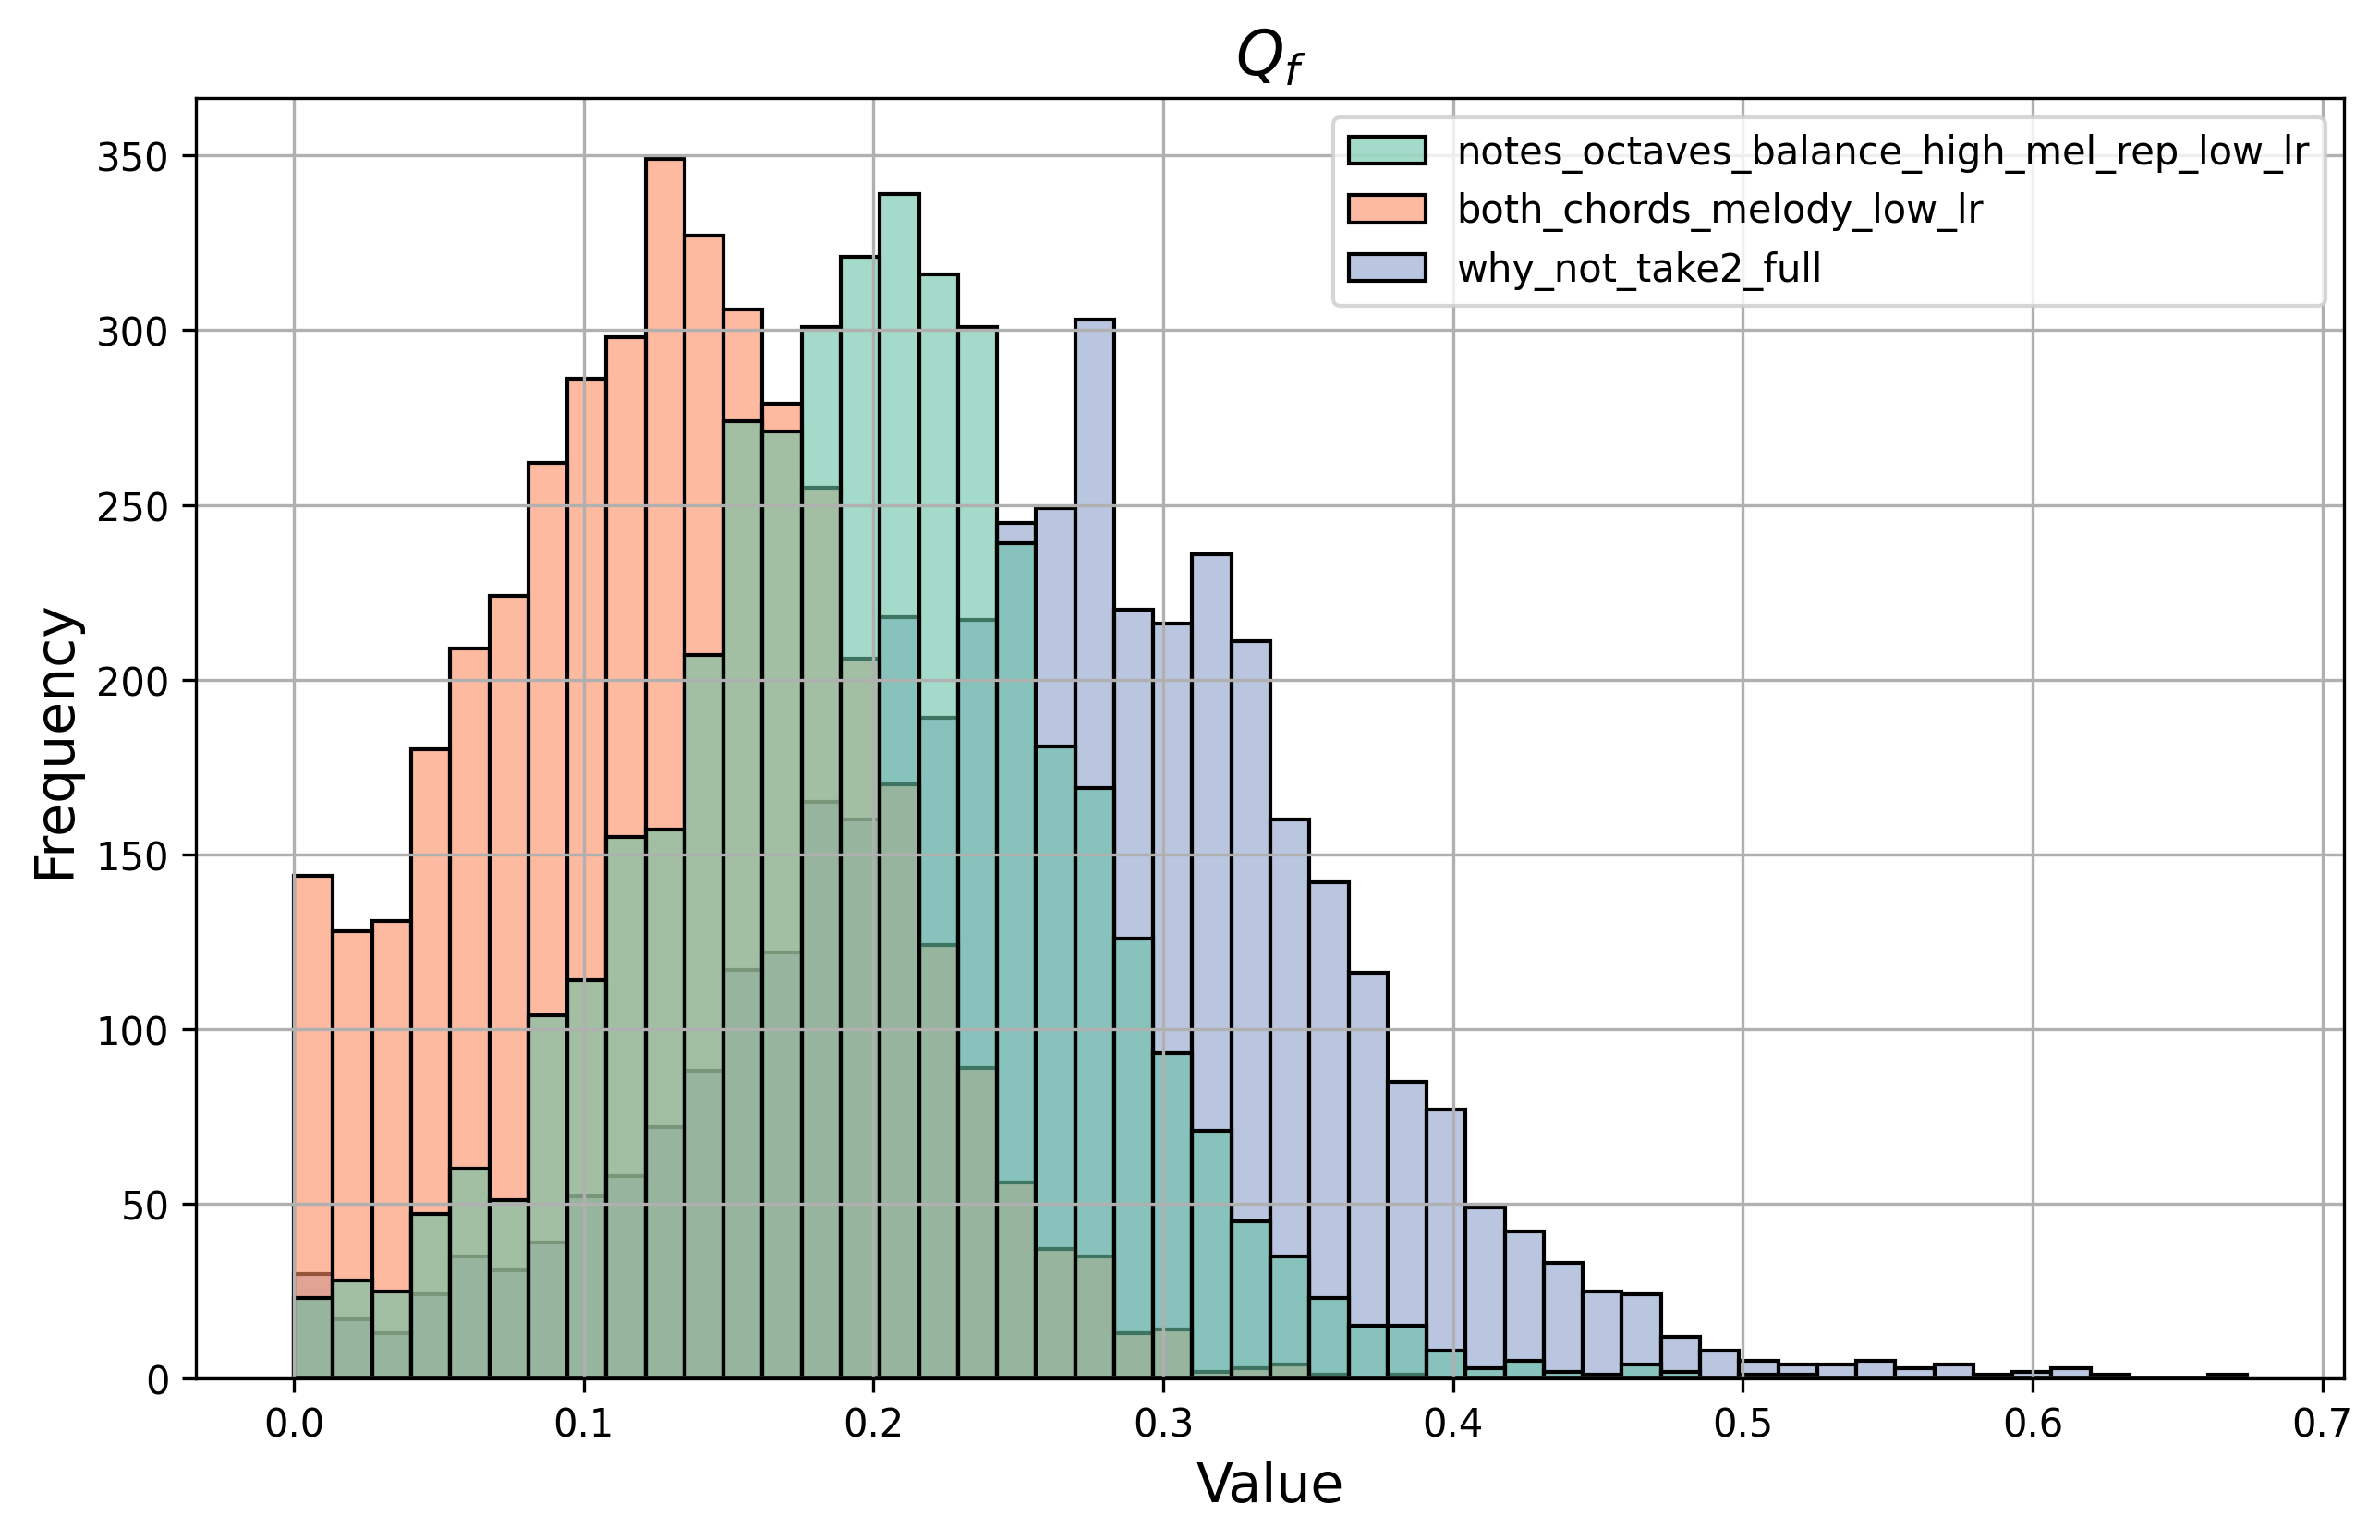 Q_f
350
300
250
200
150
100
50
0
Frequency
notes_octaves_balance_high_mel_rep_low_lr
both_chords_melody_low_lr
why_not_take2_full
0.0 0.1 0.2 0.3 0.4 0.5 0.6 0.7
Value